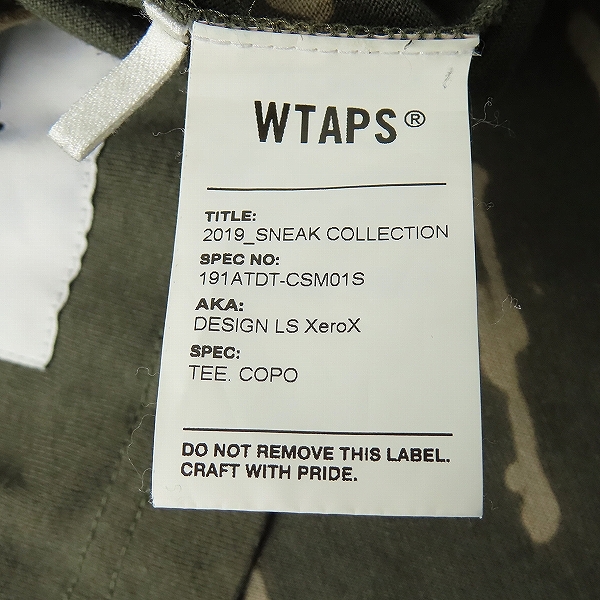 WTAPS®
TITLE:
2019_SNEAK COLLECTION
SPEC NO:
191ATDT-CSM01S
AKA:
DESIGN LS XeroX
SPEC:
TEE. COPO
DO NOT REMOVE THIS LABEL.
CRAFT WITH PRIDE.